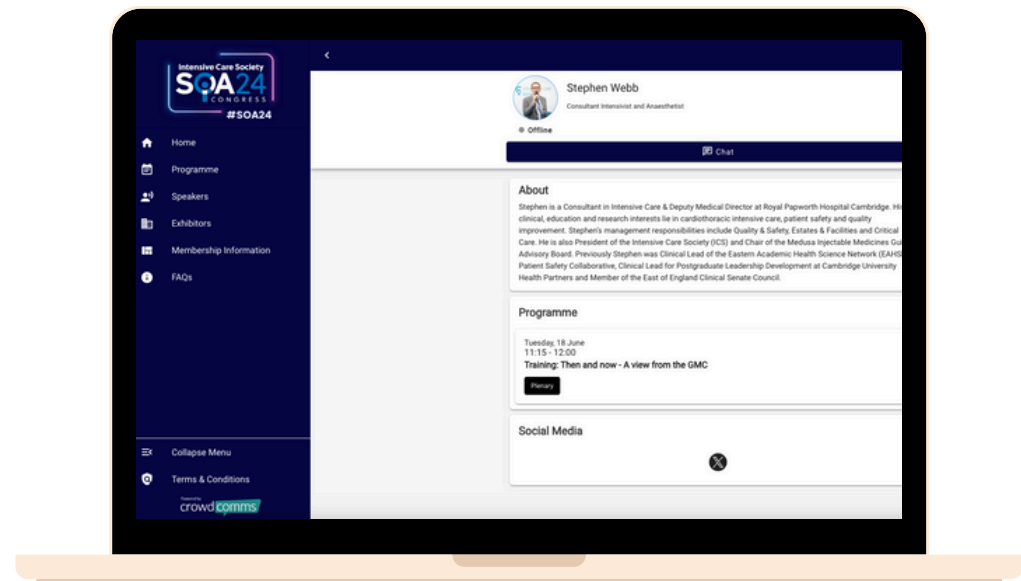 Intensive Care Society
SOA24
CONGRESS
#SOA24
Home
Programme
Speakers
Exhibitors
Membership Information
FAQs
Collapse Menu
Terms & Conditions
Powered by
crowdcomms
Stephen Webb
Consultant Intensivist and Anaesthetist
Offline
Chat
About
Stephen is a Consultant in Intensive Care & Deputy Medical Director at Royal Papworth Hospital Cambridge.
clinical, education and research interests lie in cardiothoracic intensive care, patient safety and quality
improvement. Stephen's management responsibilities include Quality & Safety, Estates & Facilities and Critical
Care. He is also President of the Intensive Care Society (ICS) and Chair of the Medusa Injectable Medicines
Advisory Board. Previously Stephen was Clinical Lead of the Eastern Academic Health Science Network (EAHS
Patient Safety Collaborative, Clinical Lead for Postgraduate Leadership Development at Cambridge University
Health Partners and Member of the East of England Clinical Senate Council.
Programme
Tuesday, 18 June
11:15 - 12:00
Training: Then and now - A view from the GMC
Plenary
Social Media
X